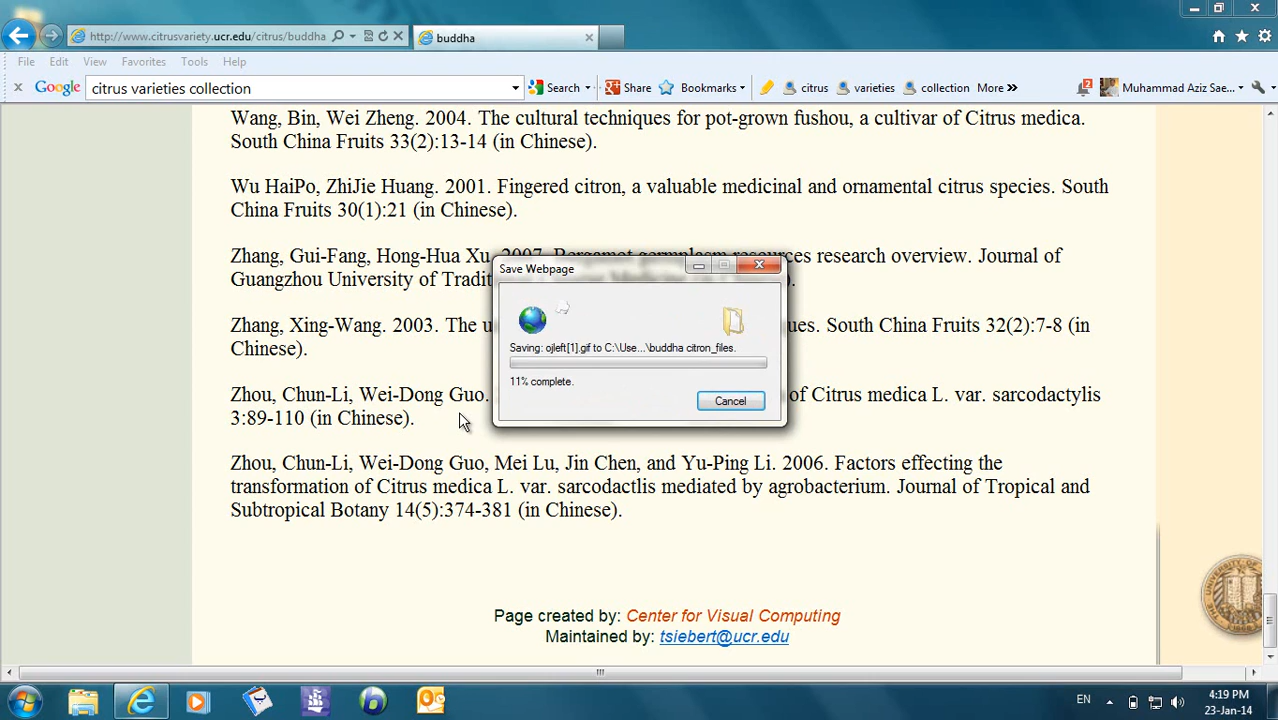 http://www.citrusvariety.ucr.edu/citrus/buddha
buddha
File Edit View Favorites Tools Help
citrus varieties collection
Google
Search
Share
Bookmarks
citrus
varieties
collection
More
2
Muhammad Aziz Sae...
Wang, Bin, Wei Zheng. 2004. The cultural techniques for pot-grown fushou, a cultivar of Citrus medica.
South China Fruits 33(2):13-14 (in Chinese).
Wu HaiPo, ZhiJie Huang. 2001. Fingered citron, a valuable medicinal and ornamental citrus species. South
China Fruits 30(1):21 (in Chinese).
Zhang, Gui-Fang, Hong-Hua Xu. 2007. Bergamot germplasm resources research overview. Journal of
Guangzhou University of Tradit
Zhang, Xing-Wang. 2003. The u ues. South China Fruits 32(2):7-8 (in
Chinese).
Zhou, Chun-Li, Wei-Dong Guo. of Citrus medica L. var. sarcodactylis
3:89-110 (in Chinese).
Zhou, Chun-Li, Wei-Dong Guo, Mei Lu, Jin Chen, and Yu-Ping Li. 2006. Factors effecting the
transformation of Citrus medica L. var. sarcodactlis mediated by agrobacterium. Journal of Tropical and
Subtropical Botany 14(5):374-381 (in Chinese).
Save Webpage
Saving: ojleft[1].gif to C:\Use...\buddha citron_files.
11% complete.
Cancel
Page created by: Center for Visual Computing
Maintained by: tsiebert@ucr.edu
EN
4:19 PM
23-Jan-14